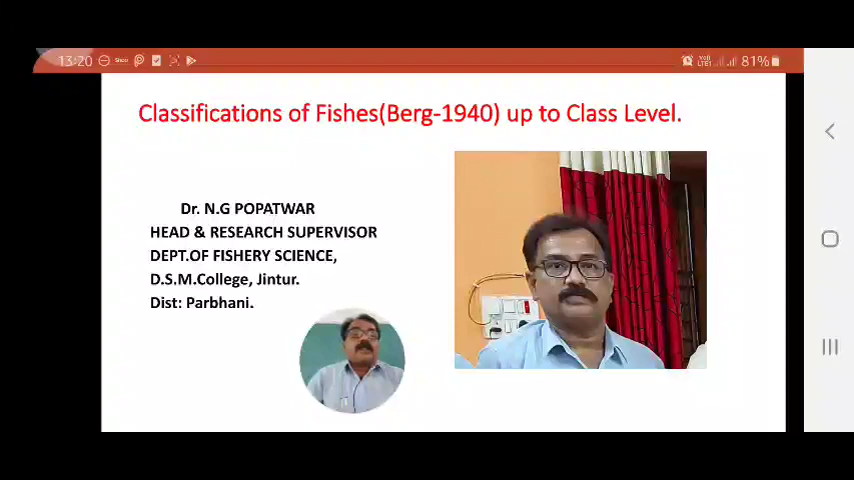 13:20
81%
Classifications of Fishes(Berg-1940) up to Class Level.
Dr. N.G POPATWAR
HEAD & RESEARCH SUPERVISOR
DEPT.OF FISHERY SCIENCE,
D.S.M.College, Jintur.
Dist: Parbhani.